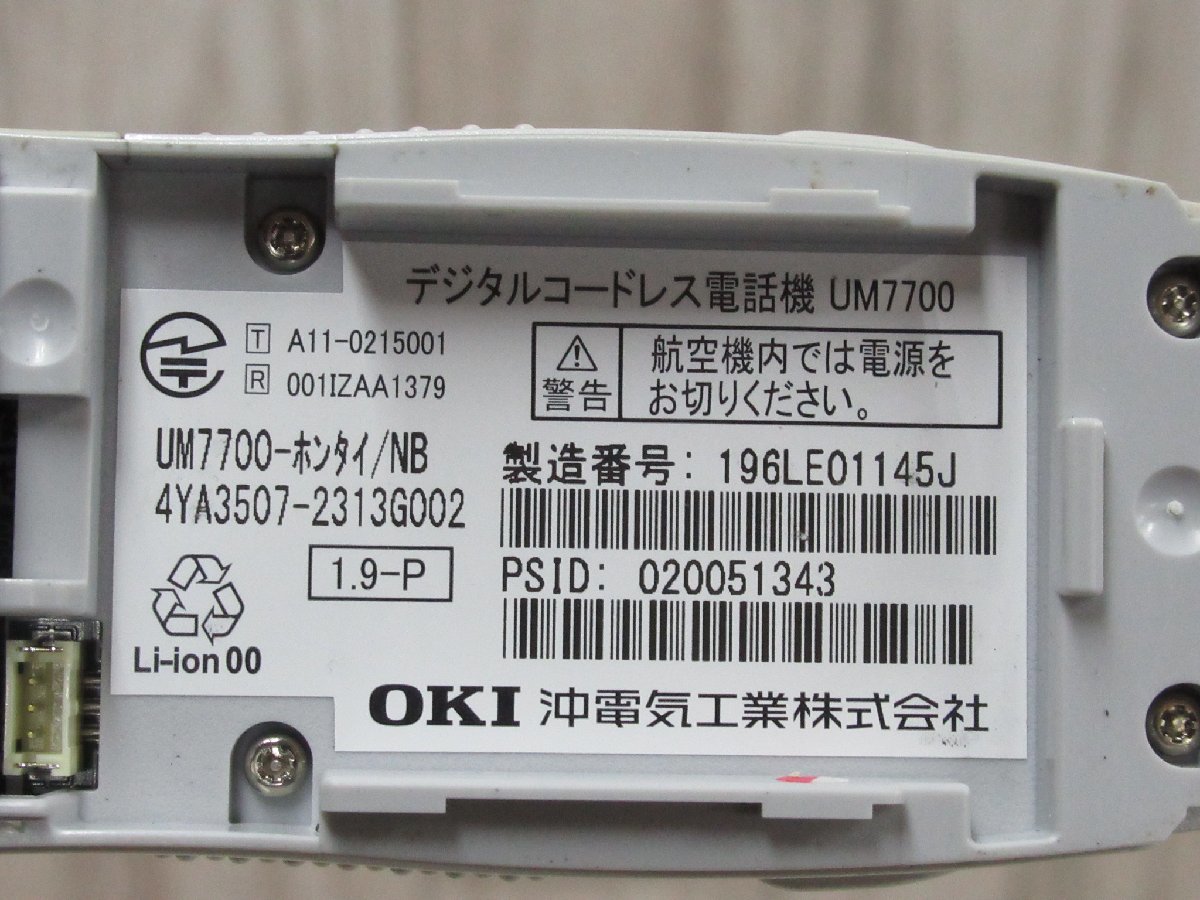 デジタルコードレス電話機 UM7700
T A11-0215001
R 001IZAA1379
警告
航空機内では電源を
お切りください。
UM7700-ホンタイ/NB
4YA3507-2313G002
製造番号: 196LE01145J
1.9-P
PSID: 020051343
Li-ion 00
OKI 沖電気工業株式会社